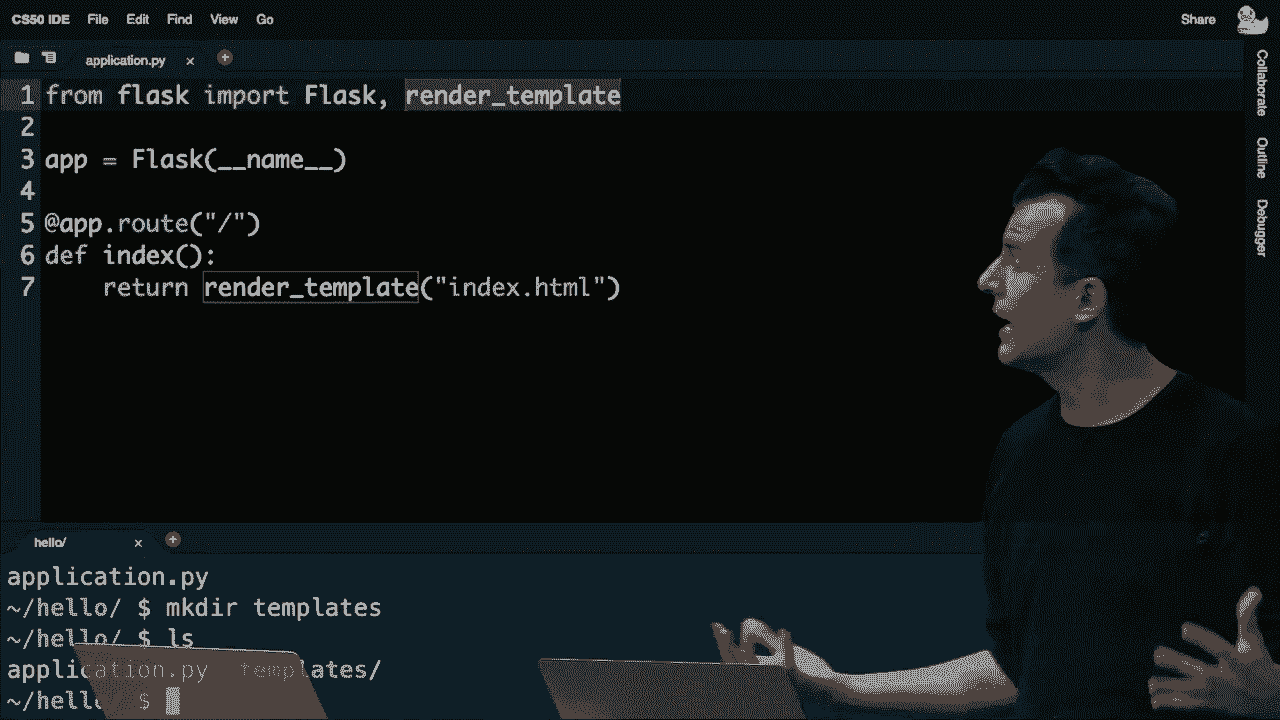 CS50 IDE File Edit Find View Go Share
application.py x +
1 from flask import Flask, render_template
2
3 app = Flask(__name__)
4
5 @app.route("/")
6 def index():
7 return render_template("index.html")
Collaborate
Outline
Debugger
hello/ x +
application.py
~/hello/ $ mkdir templates
~/hello/ $ ls
application.py templates/
~/hello/ $